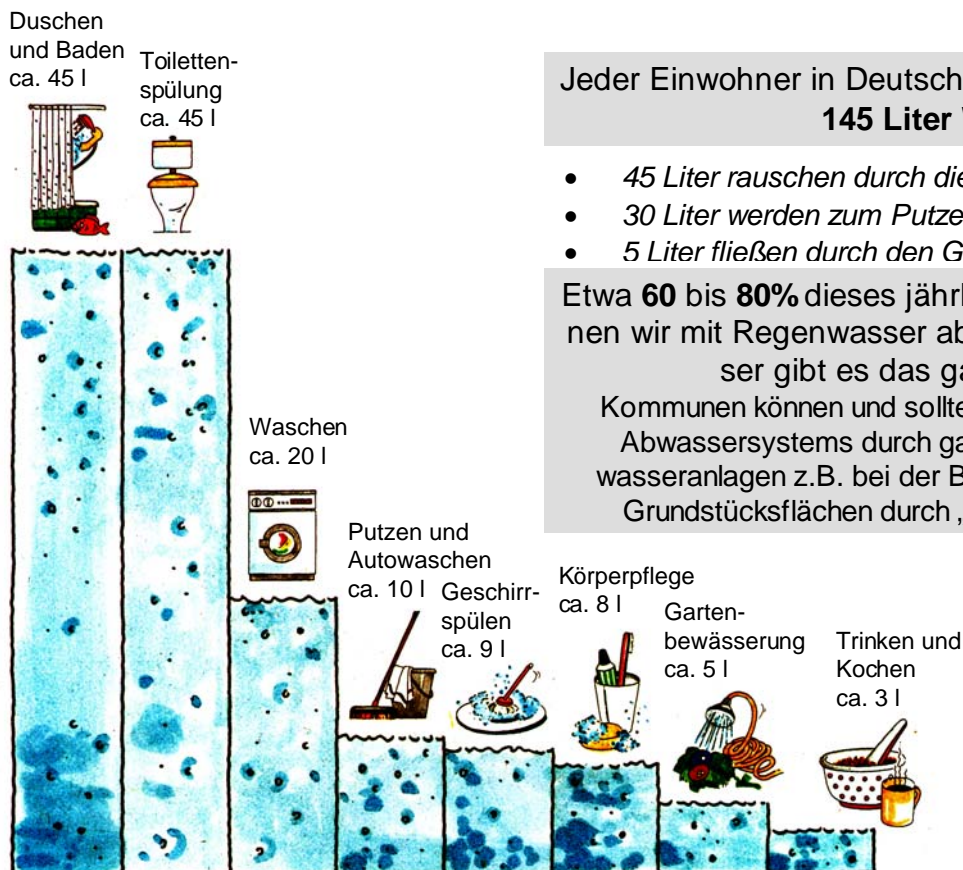 Duschen
und Baden
ca. 45 l
Toiletten-
spülung
ca. 45 l
Waschen
ca. 20 l
Putzen und
Autowaschen
ca. 10 l
Geschirr-
spülen
ca. 9 l
Körperpflege
ca. 8 l
Garten-
bewässerung
ca. 5 l
Trinken und
Kochen
ca. 3 l
Jeder Einwohner in Deutsch
145 Liter
• 45 Liter rauschen durch die
• 30 Liter werden zum Putze
• 5 Liter fließen durch den G
Etwa 60 bis 80% dieses jährl
nen wir mit Regenwasser ab
ser gibt es das ga
Kommunen können und sollte
Abwassersystems durch ga
wasseranlagen z.B. bei der B
Grundstücksflächen durch ,